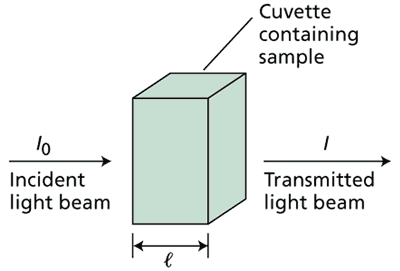 Cuvette
containing
sample
I₀
Incident
light beam
I
Transmitted
light beam
ℓ